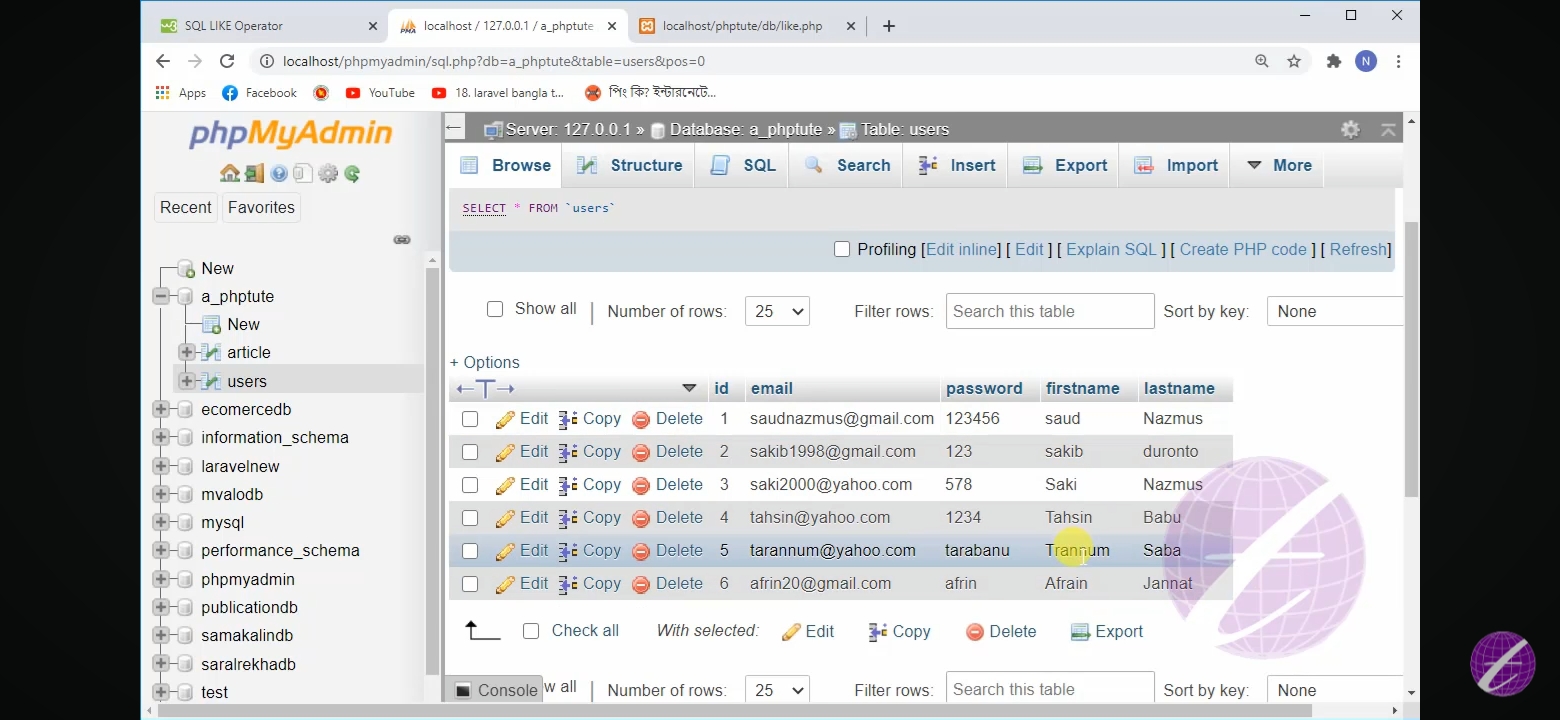 SQL LIKE Operator
localhost / 127.0.0.1 / a_phptute
localhost/phptute/db/like.php
localhost/phpmyadmin/sql.php?db=a_phptute&table=users&pos=0
N
Apps Facebook YouTube 18. laravel bangla t... পিং কি? ইন্টারনেটে...
phpMyAdmin
Recent Favorites
New
a_phptute
New
article
users
ecomercedb
information_schema
laravelnew
mvalodb
mysql
performance_schema
phpmyadmin
publicationdb
samakalindb
saralrekhadb
test
Server: 127.0.0.1 » Database: a_phptute » Table: users
Browse Structure SQL Search Insert Export Import More
SELECT * FROM `users`
Profiling [Edit inline] [ Edit ] [ Explain SQL ] [ Create PHP code ] [ Refresh]
Show all | Number of rows: 25 Filter rows: Search this table Sort by key: None
+ Options
id email password firstname lastname
Edit Copy Delete 1 saudnazmus@gmail.com 123456 saud Nazmus
Edit Copy Delete 2 sakib1998@gmail.com 123 sakib duronto
Edit Copy Delete 3 saki2000@yahoo.com 578 Saki Nazmus
Edit Copy Delete 4 tahsin@yahoo.com 1234 Tahsin Babu
Edit Copy Delete 5 tarannum@yahoo.com tarabanu Trannum Saba
Edit Copy Delete 6 afrin20@gmail.com afrin Afrain Jannat
Check all With selected: Edit Copy Delete Export
Console w all | Number of rows: 25 Filter rows: Search this table Sort by key: None